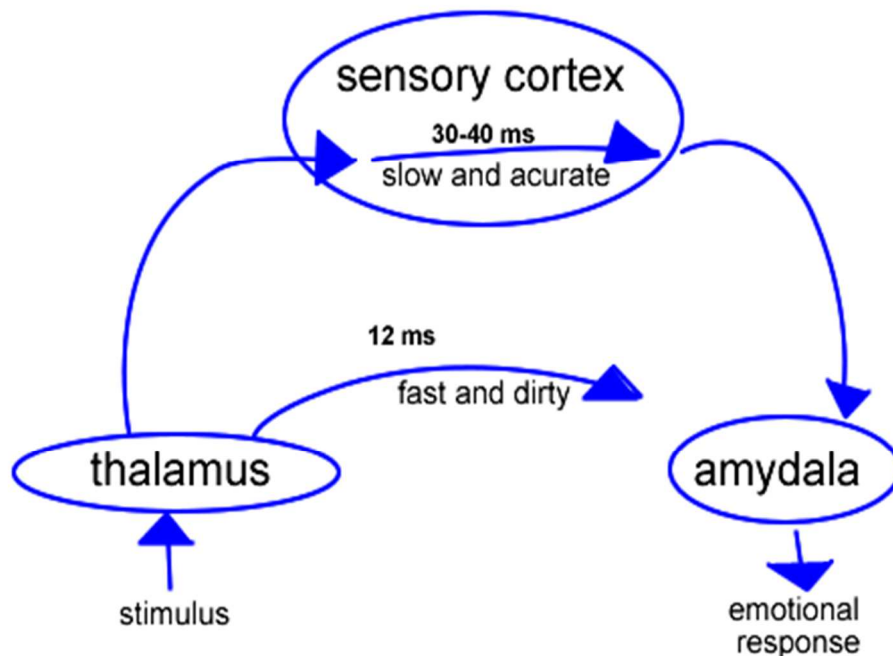 sensory cortex
30-40 ms
slow and acurate
12 ms
fast and dirty
thalamus
amydala
stimulus
emotional
response